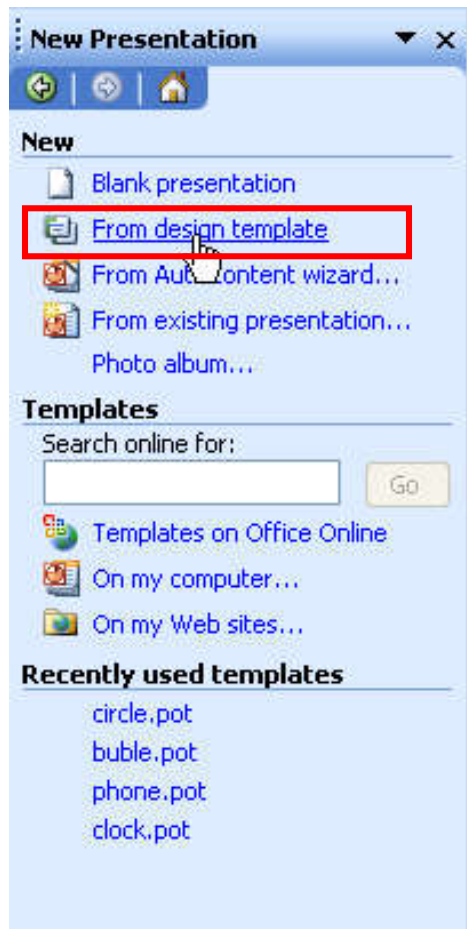 New Presentation
New
Blank presentation
From design template
From AutoContent wizard...
From existing presentation...
Photo album...
Templates
Search online for:
Go
Templates on Office Online
On my computer...
On my Web sites...
Recently used templates
circle.pot
buble.pot
phone.pot
clock.pot